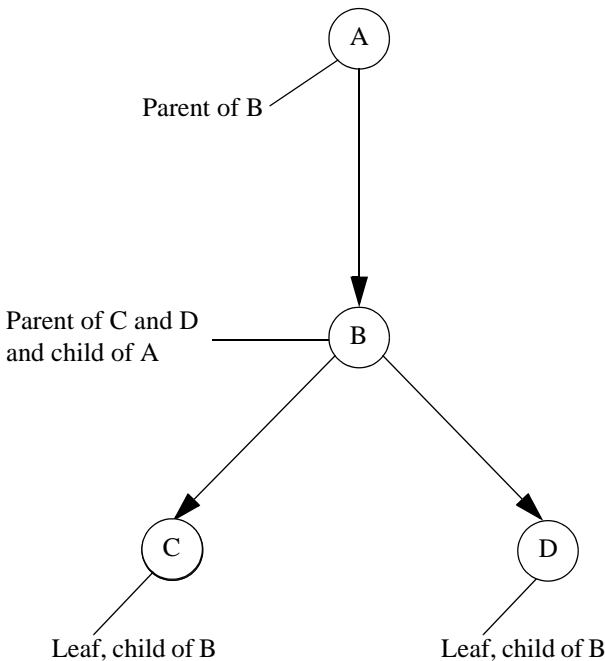 A
Parent of B
Parent of C and D
and child of A
B
C
D
Leaf, child of B
Leaf, child of B